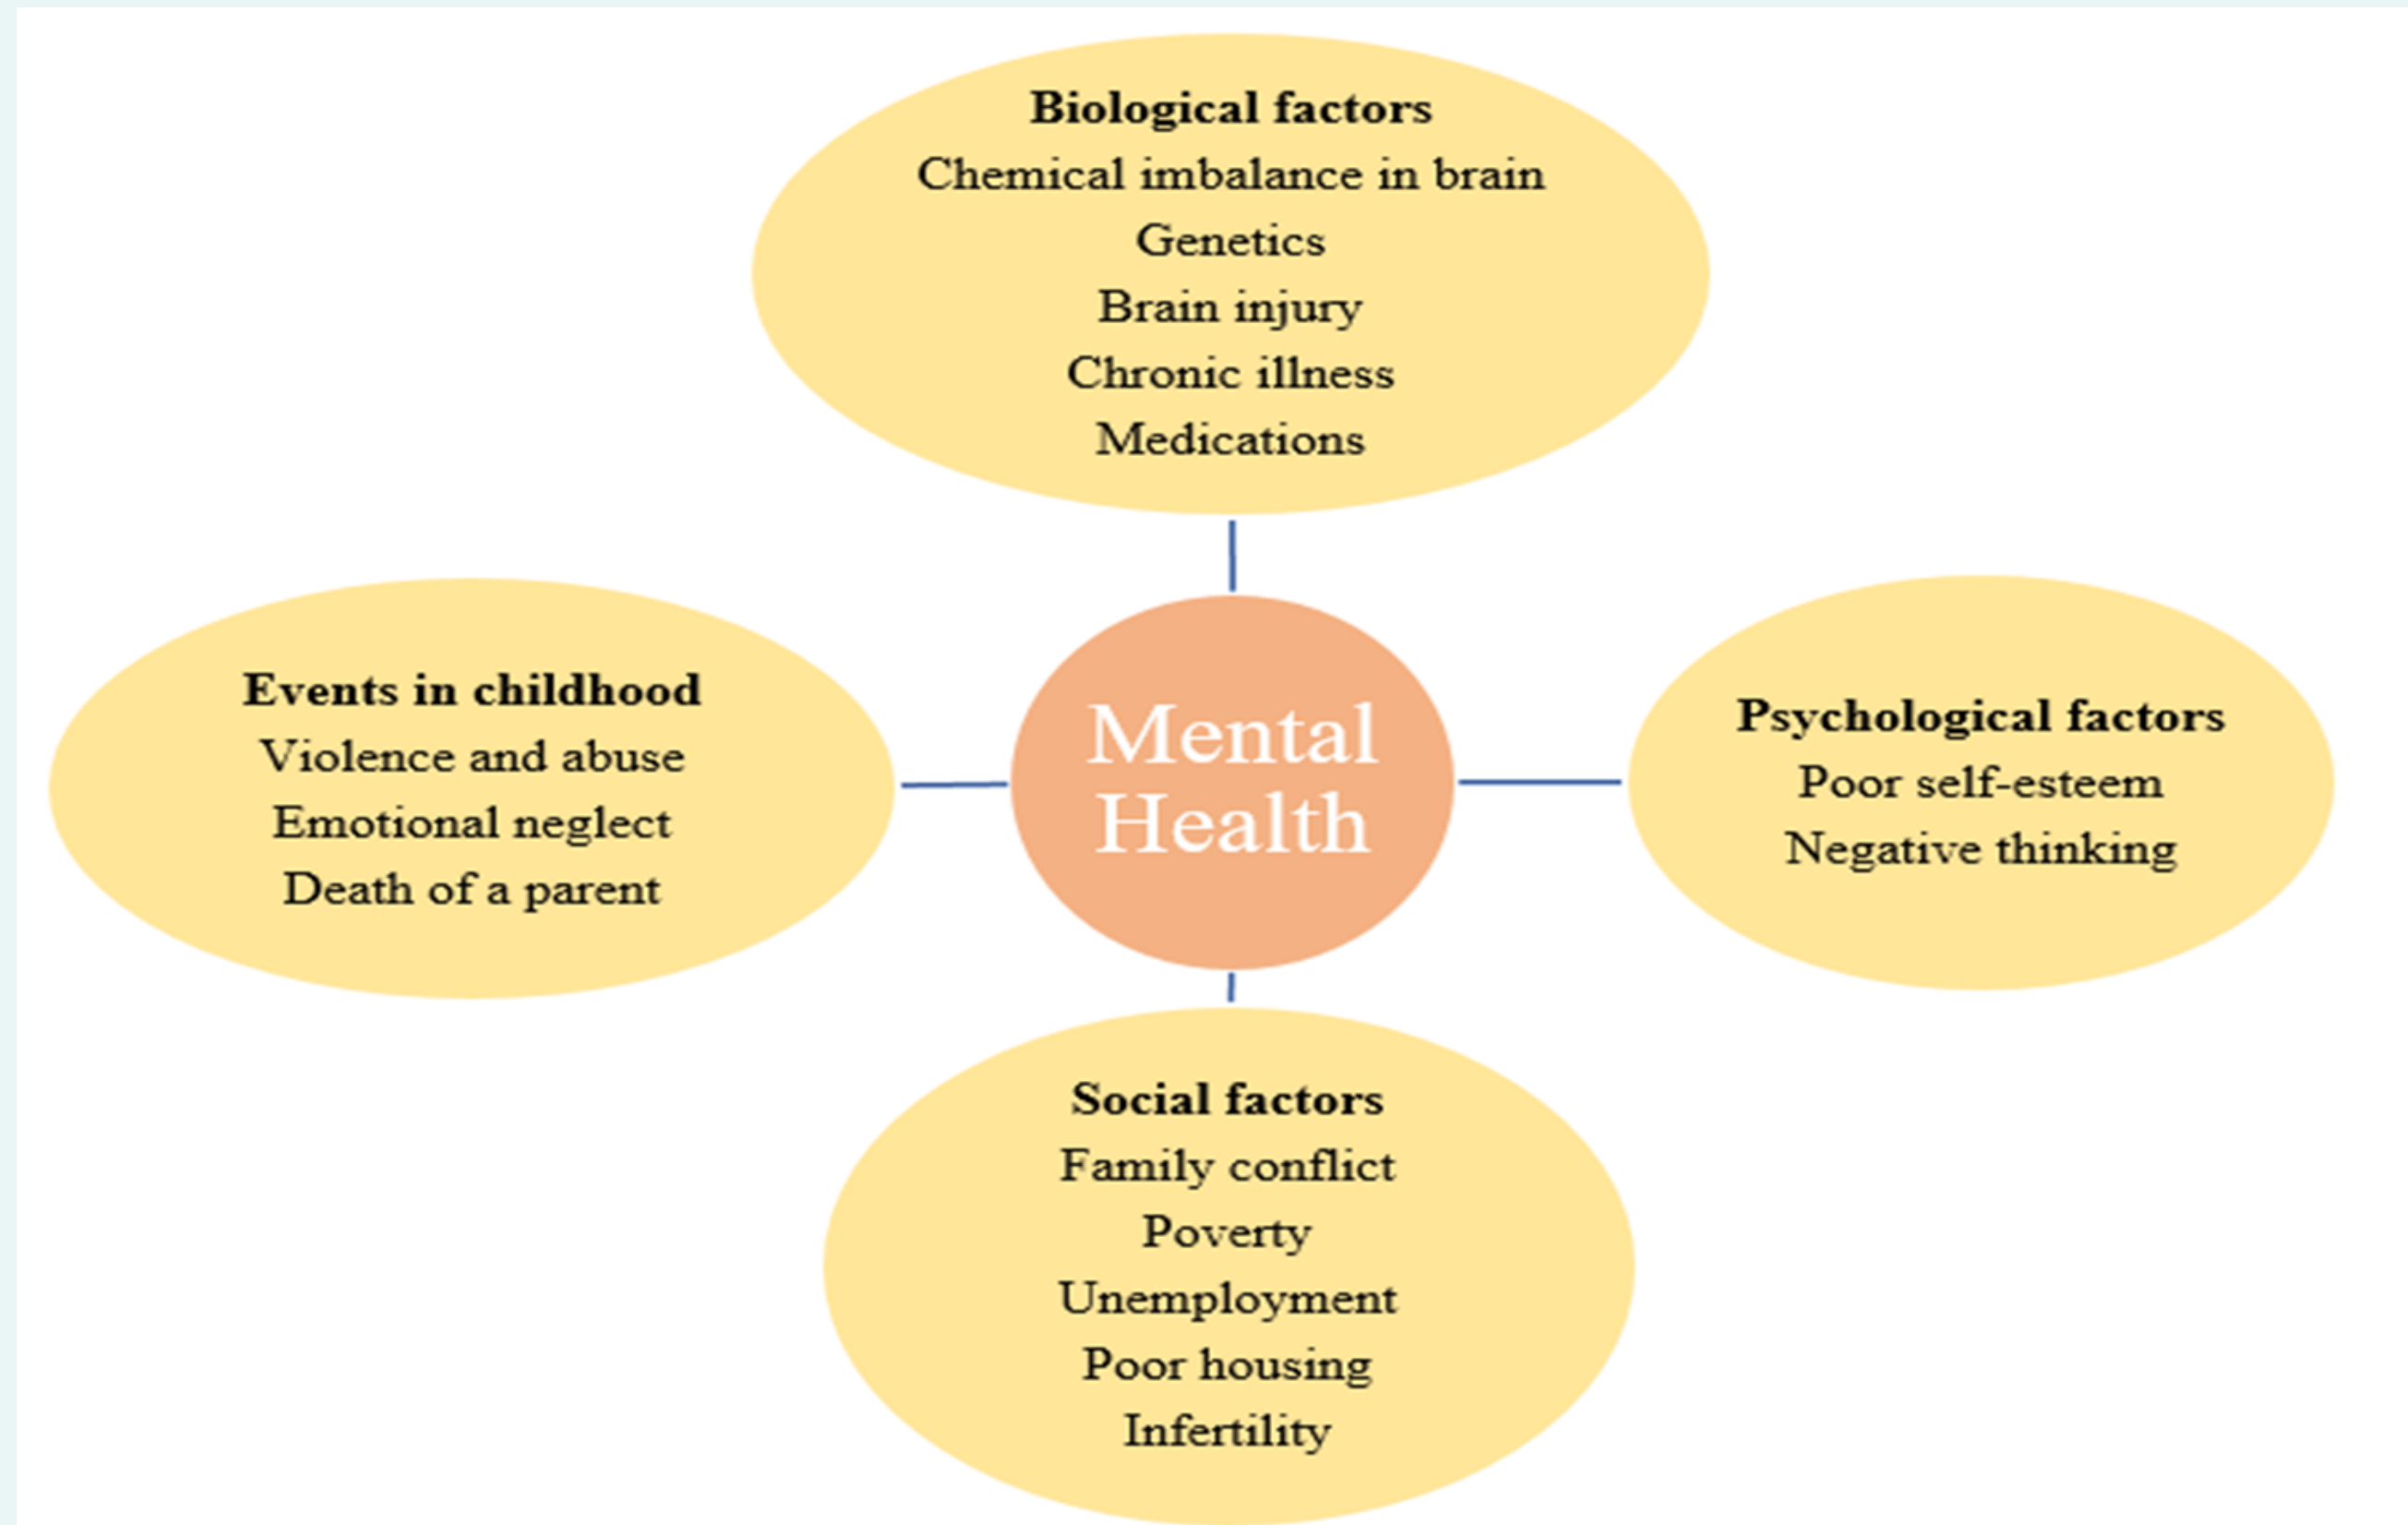 Biological factors
Chemical imbalance in brain
Genetics
Brain injury
Chronic illness
Medications
Events in childhood
Violence and abuse
Emotional neglect
Death of a parent
Mental
Health
Psychological factors
Poor self-esteem
Negative thinking
Social factors
Family conflict
Poverty
Unemployment
Poor housing
Infertility